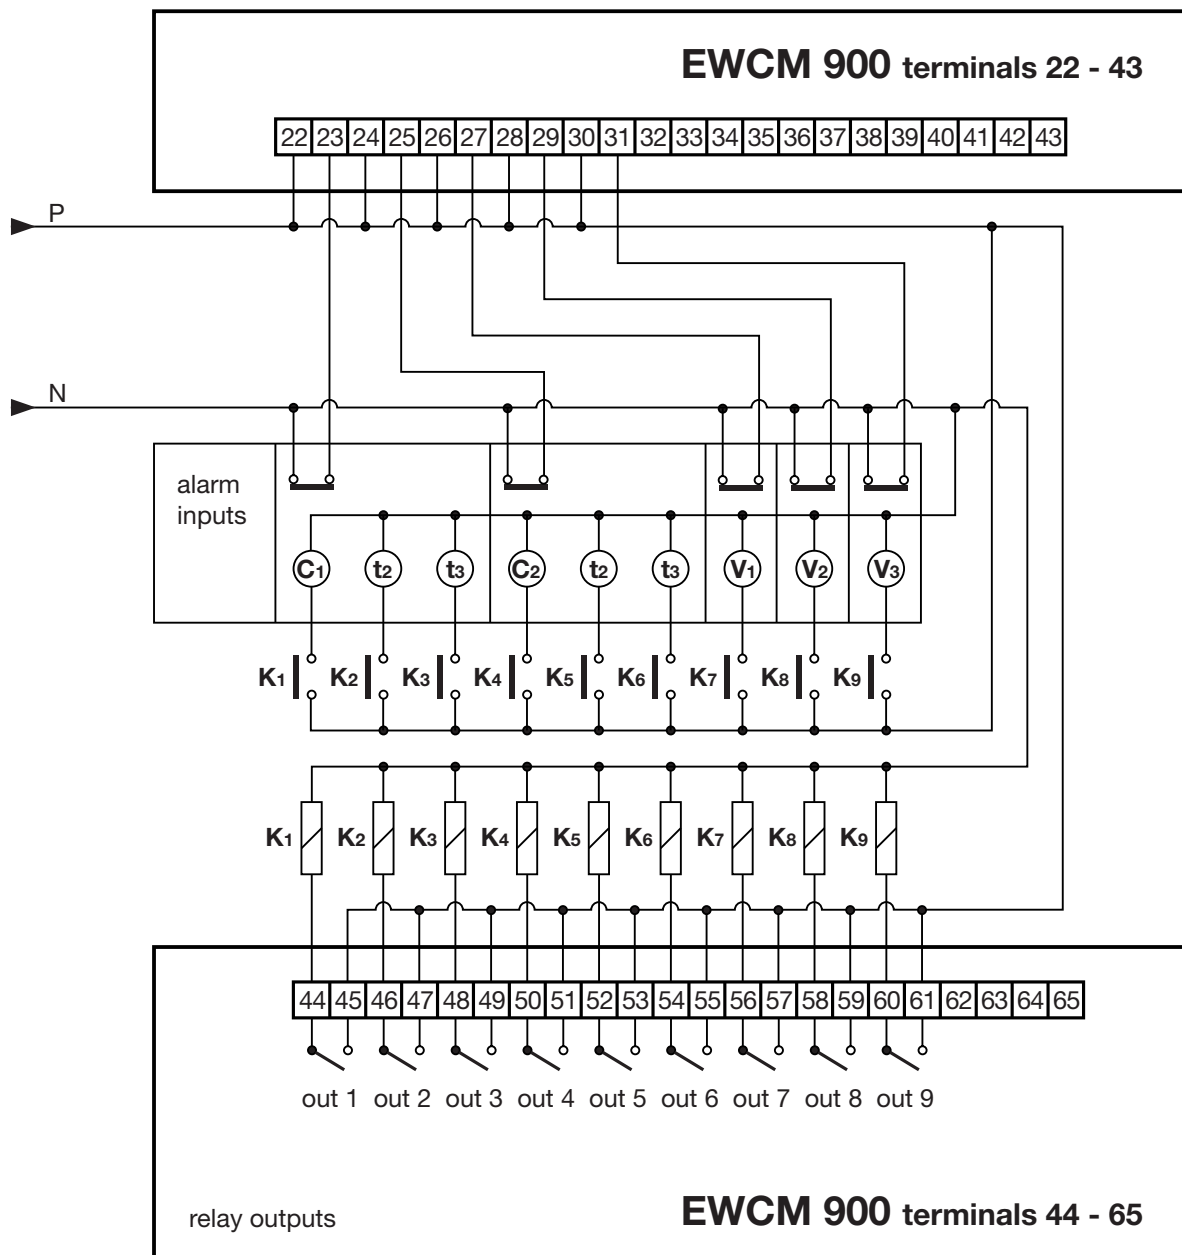 EWCM 900 terminals 22 - 43
22 23 24 25 26 27 28 29 30 31 32 33 34 35 36 37 38 39 40 41 42 43
P
N
alarm
inputs
C1 t2 t3 C2 t2 t3 V1 V2 V3
K1 K2 K3 K4 K5 K6 K7 K8 K9
K1 K2 K3 K4 K5 K6 K7 K8 K9
44 45 46 47 48 49 50 51 52 53 54 55 56 57 58 59 60 61 62 63 64 65
out 1 out 2 out 3 out 4 out 5 out 6 out 7 out 8 out 9
relay outputs
EWCM 900 terminals 44 - 65